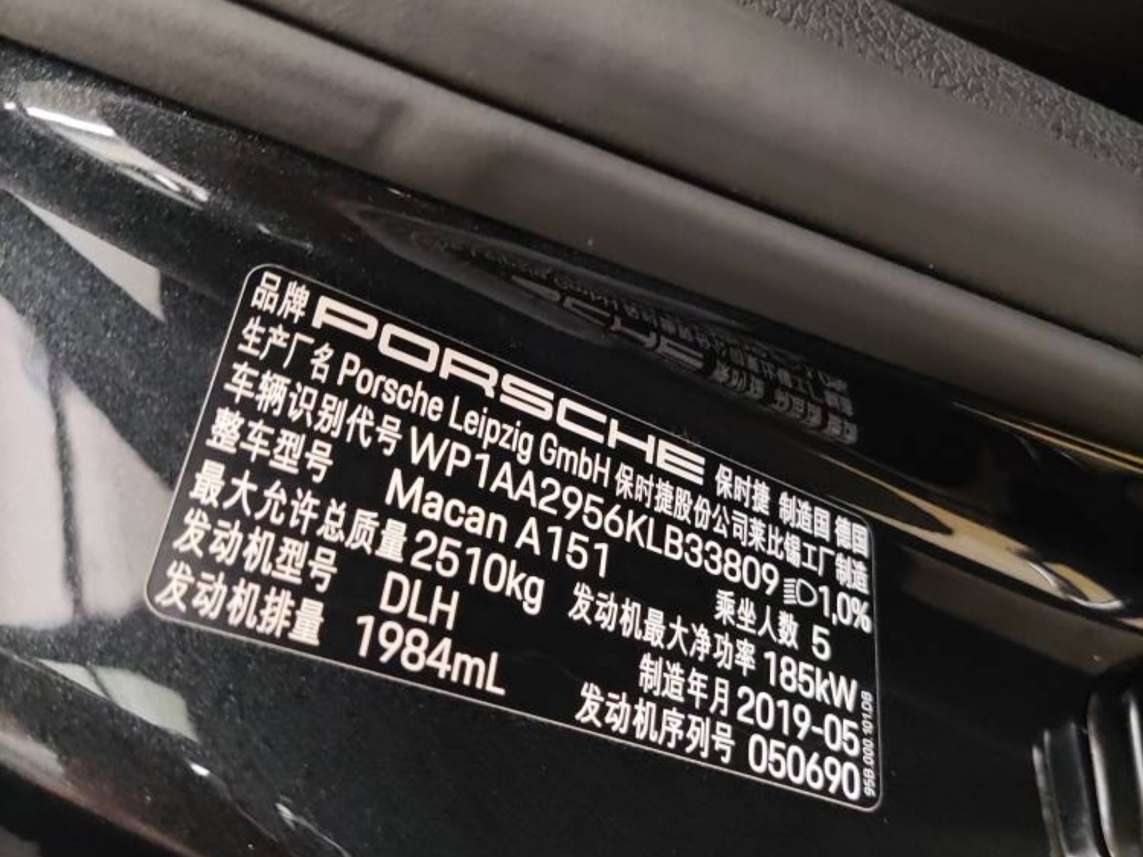 品牌 PORSCHE 保时捷 制造国 德国
生产厂名 Porsche Leipzig GmbH 保时捷股份公司莱比锡工厂制造
车辆识别代号 WP1AA2956KLB33809 1,0%
整车型号 Macan A151 乘坐人数 5
最大允许总质量 2510kg 发动机最大净功率 185kW
发动机型号 DLH 制造年月 2019-05
发动机排量 1984mL 发动机序列号 050690
95B.000.101.DB